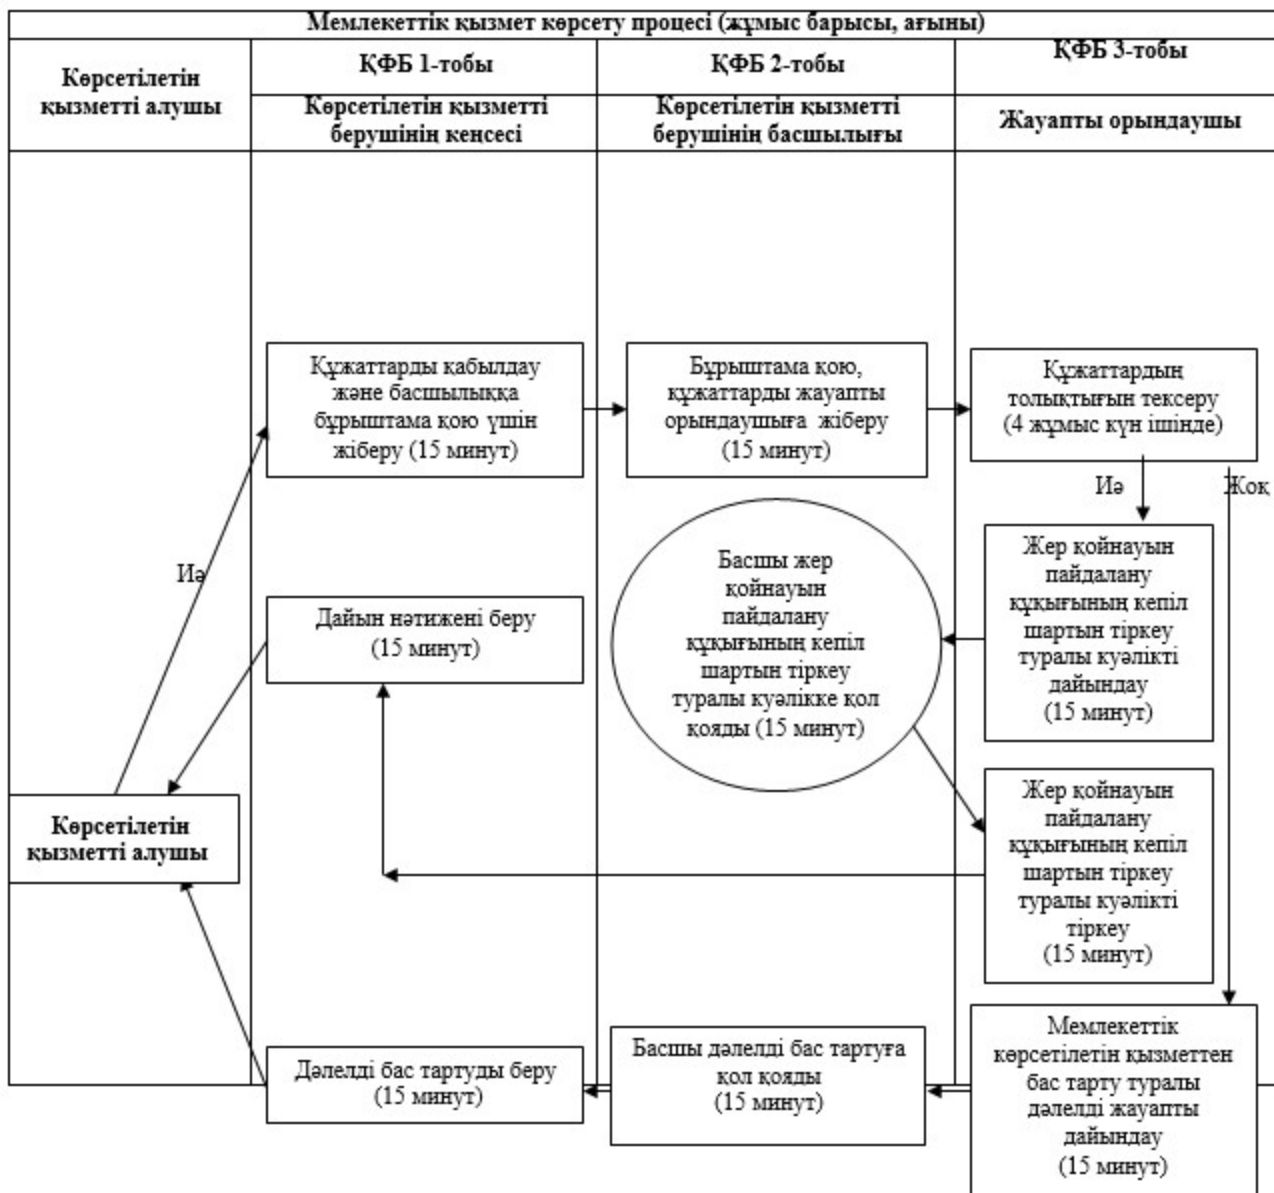 Мемлекеттік қызмет көрсету процесі (жұмыс барысы, ағыны)
Көрсетілетін
қызметті алушы
ҚФБ 1-тобы
ҚФБ 2-тобы
ҚФБ 3-тобы
Көрсетілетін қызметті
берушінің кеңсесі
Көрсетілетін қызметті
берушінің басшылығы
Жауапты орындаушы
Құжаттарды қабылдау
және басшылыққа
бұрыштама қою үшін
жіберу (15 минут)
Бұрыштама қою,
құжаттарды жауапты
орындаушыға жіберу
(15 минут)
Құжаттардың
толықтығын тексеру
(4 жұмыс күн ішінде)
Иә
Жоқ
Иә
Дайын нәтижені беру
(15 минут)
Басшы жер
қойнауын
пайдалану
құқығының кепіл
шартын тіркеу
туралы куәлікке қол
қояды (15 минут)
Жер қойнауын
пайдалану
құқығының кепіл
шартын тіркеу
туралы куәлікті
дайындау
(15 минут)
Көрсетілетін
қызметті алушы
Жер қойнауын
пайдалану
құқығының кепіл
шартын тіркеу
туралы куәлікті
тіркеу
(15 минут)
Дәлелді бас тартуды беру
(15 минут)
Басшы дәлелді бас тартуға
қол қояды
(15 минут)
Мемлекеттік
көрсетілетін қызметтен
бас тарту туралы
дәлелді жауапты
дайындау
(15 минут)